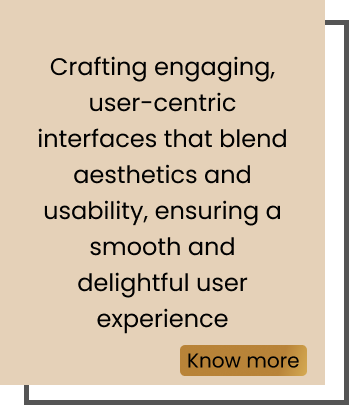 Crafting engaging,
user-centric
interfaces that blend
aesthetics and
usability, ensuring a
smooth and
delightful user
experience
Know more